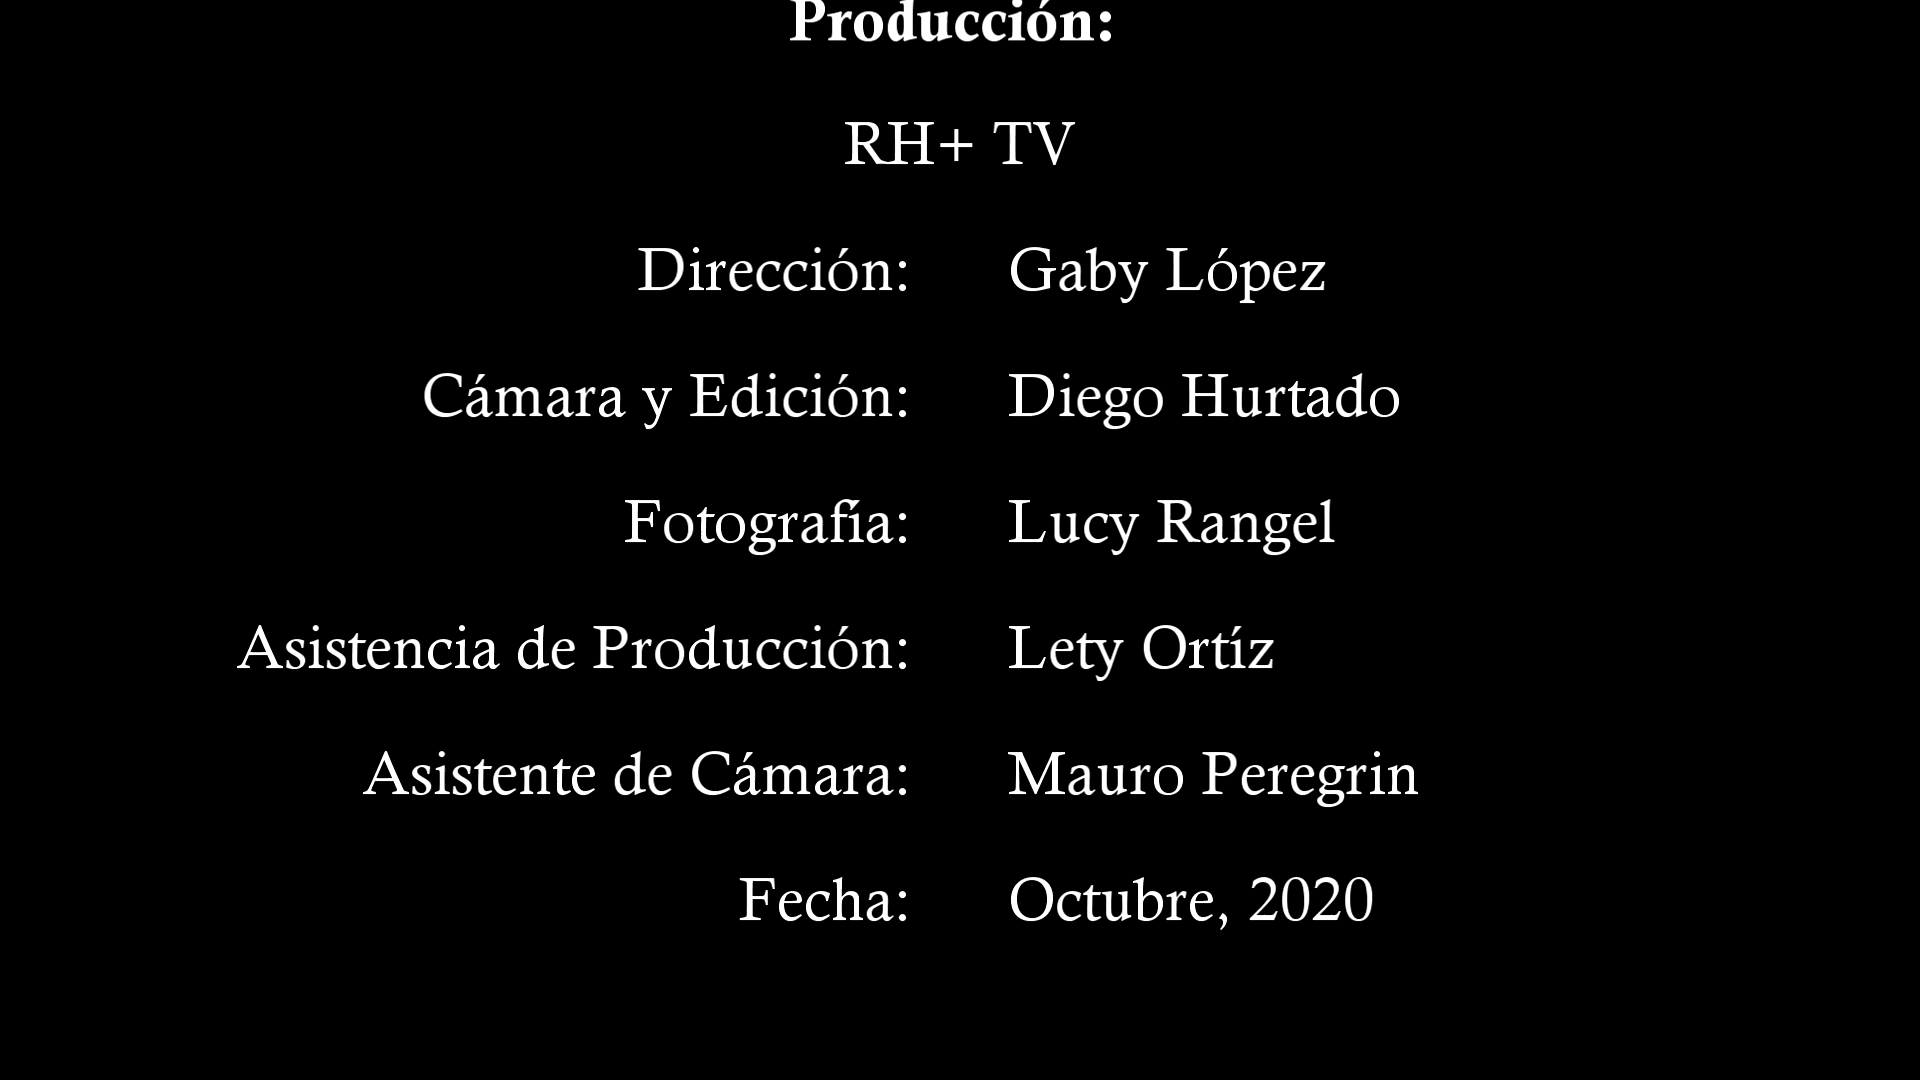 Producción:
RH+ TV
Dirección: Gaby López
Cámara y Edición: Diego Hurtado
Fotografía: Lucy Rangel
Asistencia de Producción: Lety Ortíz
Asistente de Cámara: Mauro Peregrin
Fecha: Octubre, 2020